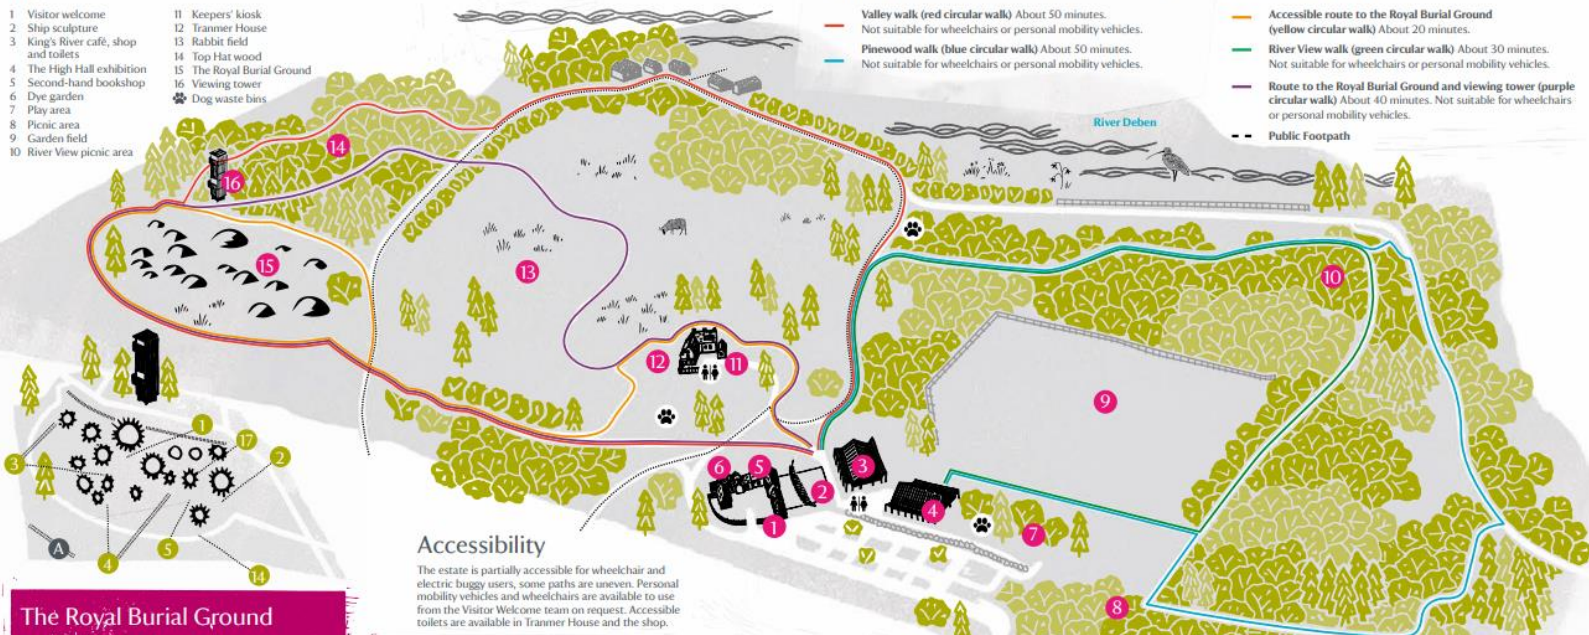 1 Visitor welcome
2 Ship sculpture
3 King's River café, shop
and toilets
4 The High Hall exhibition
5 Second-hand bookshop
6 Dye garden
7 Play area
8 Picnic area
9 Garden field
10 River View picnic area
11 Keepers' kiosk
12 Tranmer House
13 Rabbit field
14 Top Hat wood
15 The Royal Burial Ground
16 Viewing tower
Dog waste bins
Valley walk (red circular walk) About 50 minutes.
Not suitable for wheelchairs or personal mobility vehicles.
Pinewood walk (blue circular walk) About 50 minutes.
Not suitable for wheelchairs or personal mobility vehicles.
Accessible route to the Royal Burial Ground
(yellow circular walk) About 20 minutes.
River View walk (green circular walk) About 30 minutes.
Not suitable for wheelchairs or personal mobility vehicles.
Route to the Royal Burial Ground and viewing tower (purple
circular walk) About 40 minutes. Not suitable for wheelchairs
or personal mobility vehicles.
Public Footpath
River Deben
14
16
15
13
10
12
11
9
6
5
3
2
4
1
7
8
1
17
3
2
A
4
5
14
Accessibility
The estate is partially accessible for wheelchair and
electric buggy users, some paths are uneven. Personal
mobility vehicles and wheelchairs are available to use
from the Visitor Welcome team on request. Accessible
toilets are available in Tranmer House and the shop.
The Royal Burial Ground